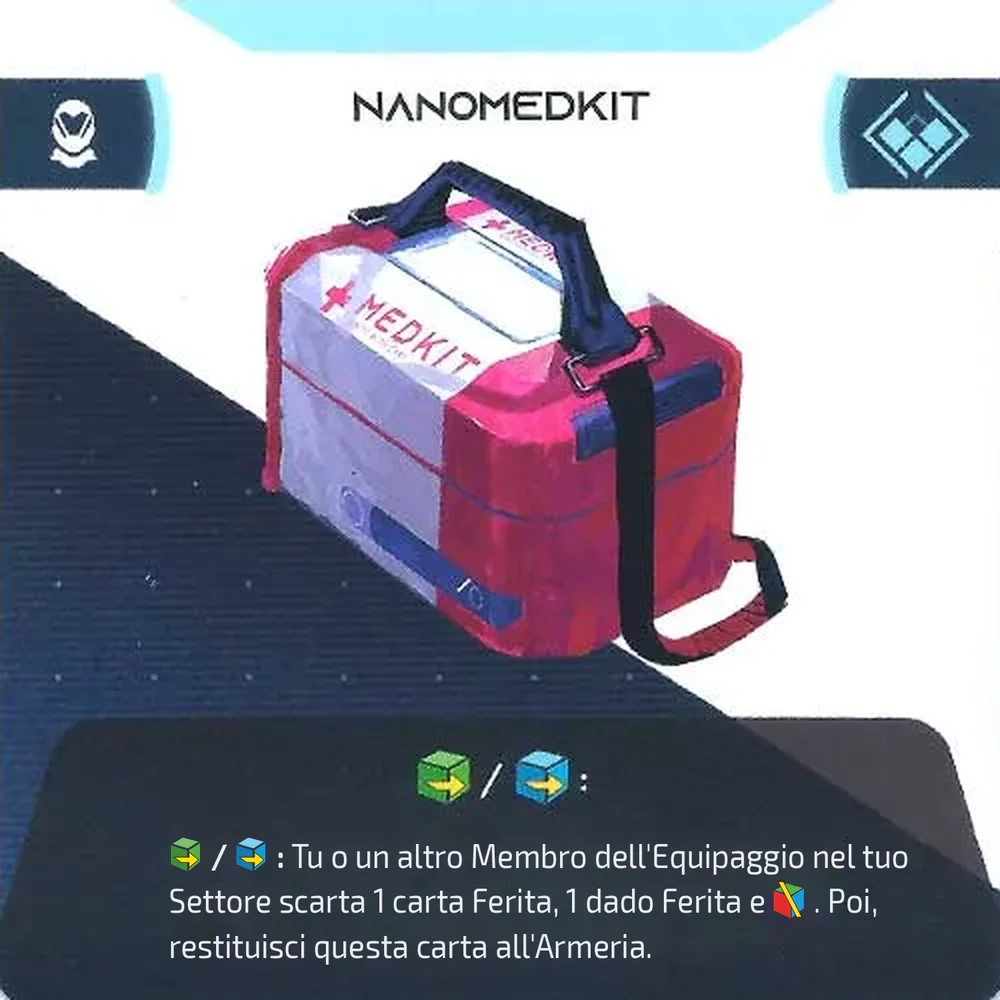 NANOMEDKIT
MEDK
MEDKIT
/ :
/ : Tu o un altro Membro dell'Equipaggio nel tuo
Settore scarta 1 carta Ferita, 1 dado Ferita e . Poi,
restituisci questa carta all'Armeria.